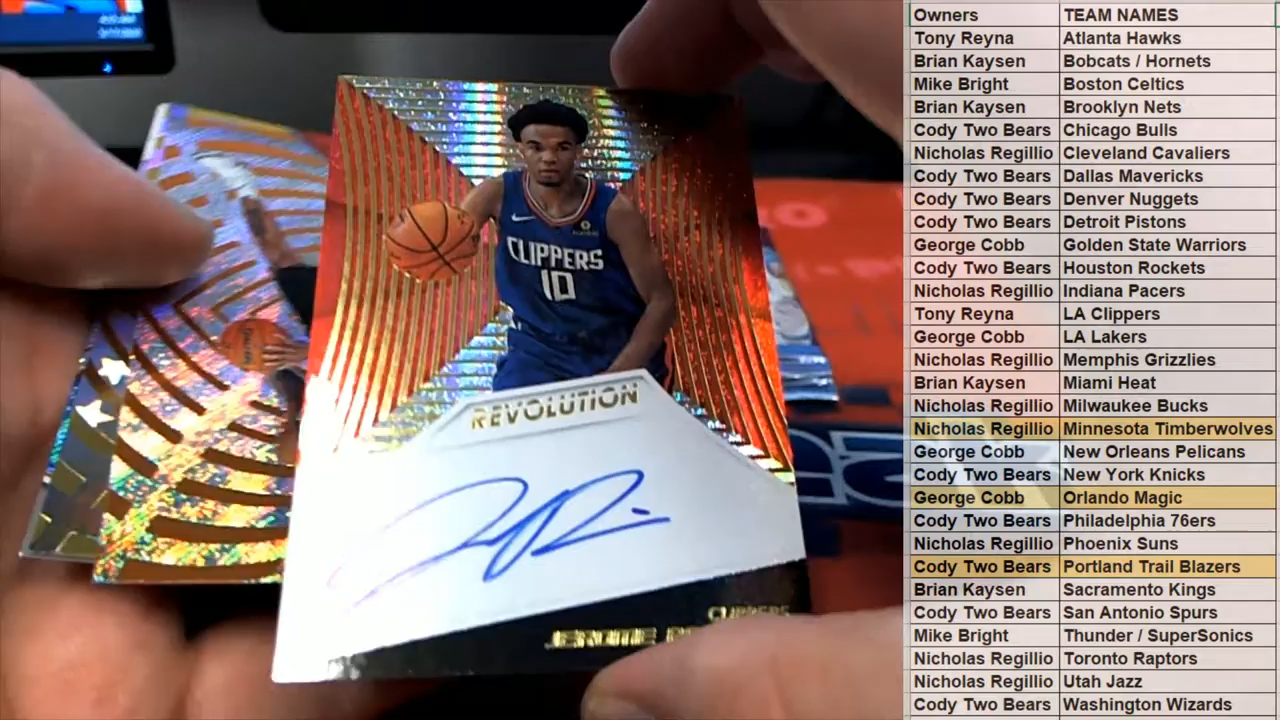 CLIPPERS
10
REVOLUTION
CLIPPERS
Owners TEAM NAMES
Tony Reyna Atlanta Hawks
Brian Kaysen Bobcats / Hornets
Mike Bright Boston Celtics
Brian Kaysen Brooklyn Nets
Cody Two Bears Chicago Bulls
Nicholas Regillio Cleveland Cavaliers
Cody Two Bears Dallas Mavericks
Cody Two Bears Denver Nuggets
Cody Two Bears Detroit Pistons
George Cobb Golden State Warriors
Cody Two Bears Houston Rockets
Nicholas Regillio Indiana Pacers
Tony Reyna LA Clippers
George Cobb LA Lakers
Nicholas Regillio Memphis Grizzlies
Brian Kaysen Miami Heat
Nicholas Regillio Milwaukee Bucks
Nicholas Regillio Minnesota Timberwolves
George Cobb New Orleans Pelicans
Cody Two Bears New York Knicks
George Cobb Orlando Magic
Cody Two Bears Philadelphia 76ers
Nicholas Regillio Phoenix Suns
Cody Two Bears Portland Trail Blazers
Brian Kaysen Sacramento Kings
Cody Two Bears San Antonio Spurs
Mike Bright Thunder / SuperSonics
Nicholas Regillio Toronto Raptors
Nicholas Regillio Utah Jazz
Cody Two Bears Washington Wizards